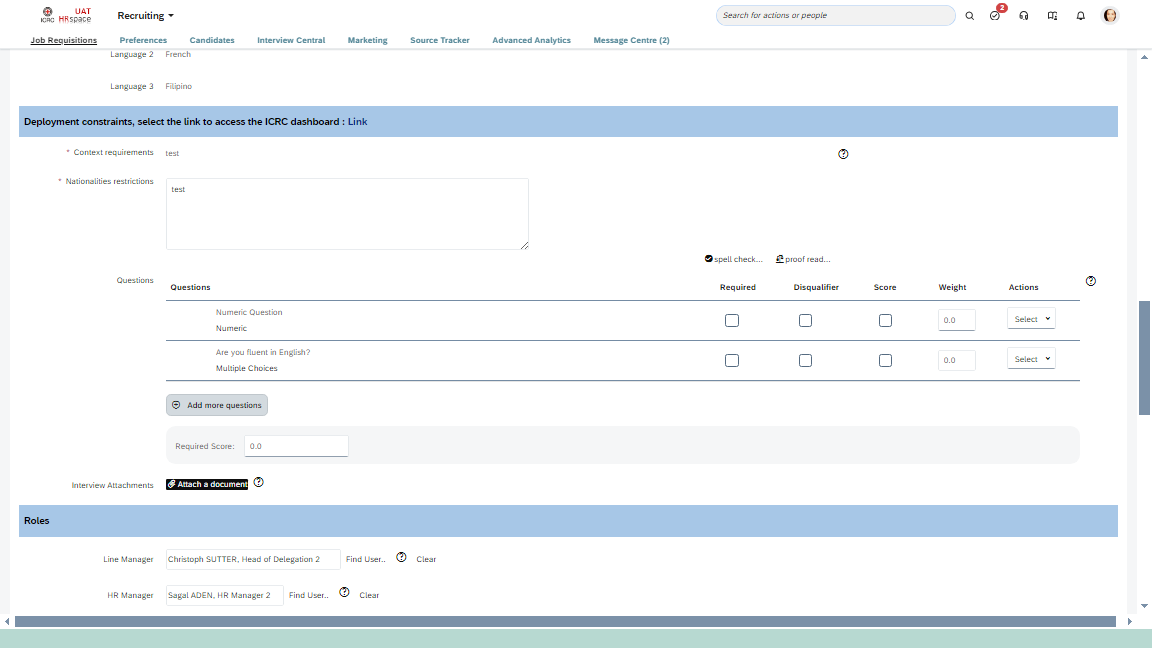 ICRC
UAT
HRspace
Recruiting
Search for actions or people
2
Job Requisitions
Preferences
Candidates
Interview Central
Marketing
Source Tracker
Advanced Analytics
Message Centre (2)
Language 2 French
Language 3 Filipino
Deployment constraints, select the link to access the ICRC dashboard : Link
* Context requirements test
* Nationalities restrictions test
spell check... proof read...
Questions
Questions Required Disqualifier Score Weight Actions
Numeric Question
Numeric
0.0 Select
Are you fluent in English?
Multiple Choices
0.0 Select
Add more questions
Required Score: 0.0
Interview Attachments Attach a document
Roles
Line Manager Christoph SUTTER, Head of Delegation 2 Find User.. Clear
HR Manager Sagal ADEN, HR Manager 2 Find User.. Clear